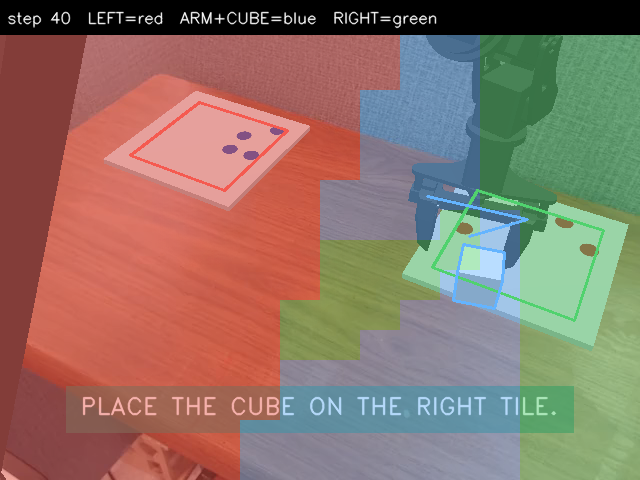 step 40 LEFT=red ARM+CUBE=blue RIGHT=green
PLACE THE CUBE ON THE RIGHT TILE.